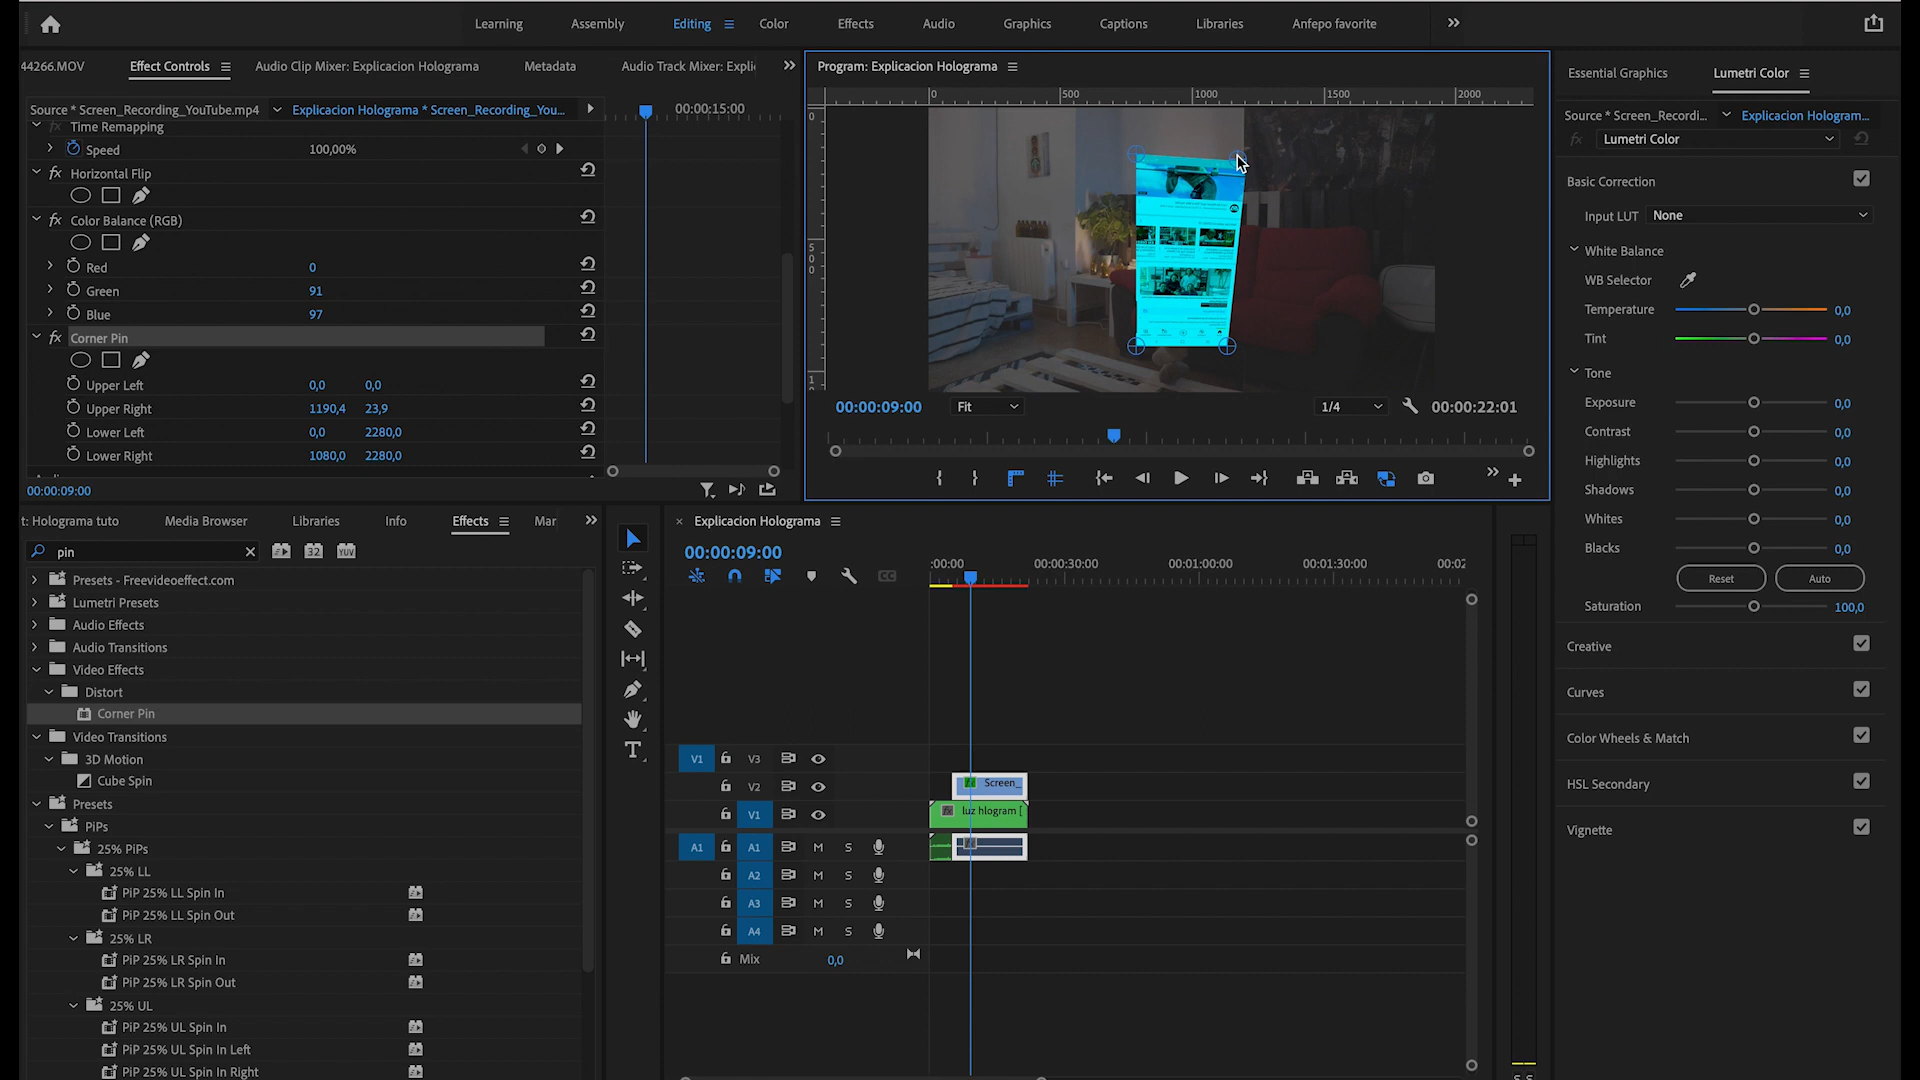 Learning
Assembly
Editing
Color
Effects
Audio
Graphics
Captions
Libraries
Anfepo favorite
44266.MOV
Effect Controls
Audio Clip Mixer: Explicacion Holograma
Metadata
Audio Track Mixer: Expli
Source * Screen_Recording_YouTube.mp4
Explicacion Holograma * Screen_Recording_You...
00:00:15:00
Time Remapping
Speed 100,00%
Horizontal Flip
Color Balance (RGB)
Red 0
Green 91
Blue 97
Corner Pin
Upper Left 0,0 0,0
Upper Right 1190,4 23,9
Lower Left 0,0 2280,0
Lower Right 1080,0 2280,0
00:00:09:00
Program: Explicacion Holograma
0 500 1000 1500 2000
0
5
0
0
1
00:00:09:00
Fit
1/4
00:00:22:01
Essential Graphics
Lumetri Color
Source * Screen_Recordi...
Explicacion Hologram...
fx Lumetri Color
Basic Correction
Input LUT None
White Balance
WB Selector
Temperature 0,0
Tint 0,0
Tone
Exposure 0,0
Contrast 0,0
Highlights 0,0
Shadows 0,0
Whites 0,0
Blacks 0,0
Reset
Auto
Saturation 100,0
Creative
Curves
Color Wheels & Match
HSL Secondary
Vignette
t: Holograma tuto
Media Browser
Libraries
Info
Effects
Mar
pin
32
YUV
Presets - Freevideoeffect.com
Lumetri Presets
Audio Effects
Audio Transitions
Video Effects
Distort
Corner Pin
Video Transitions
3D Motion
Cube Spin
Presets
PiPs
25% PiPs
25% LL
PiP 25% LL Spin In
PiP 25% LL Spin Out
25% LR
PiP 25% LR Spin In
PiP 25% LR Spin Out
25% UL
PiP 25% UL Spin In
PiP 25% UL Spin In Left
PiP 25% UL Spin In Right
Explicacion Holograma
00:00:09:00
:00:00
00:00:30:00
00:01:00:00
00:01:30:00
00:02
V1 V3
V2
Screen_
V1
luz hlogram [
A1 A1 M S
A2 M S
A3 M S
A4 M S
Mix 0,0
S S